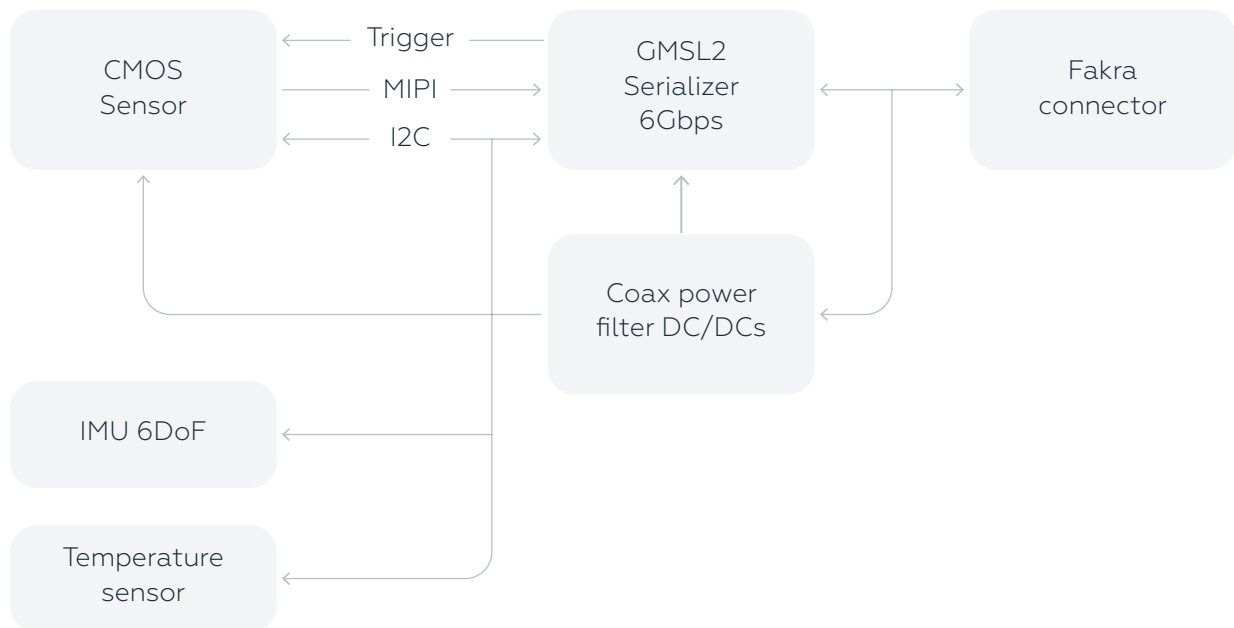 CMOS
Sensor
Trigger
MIPI
I2C
GMSL2
Serializer
6Gbps
Fakra
connector
Coax power
filter DC/DCs
IMU 6DoF
Temperature
sensor